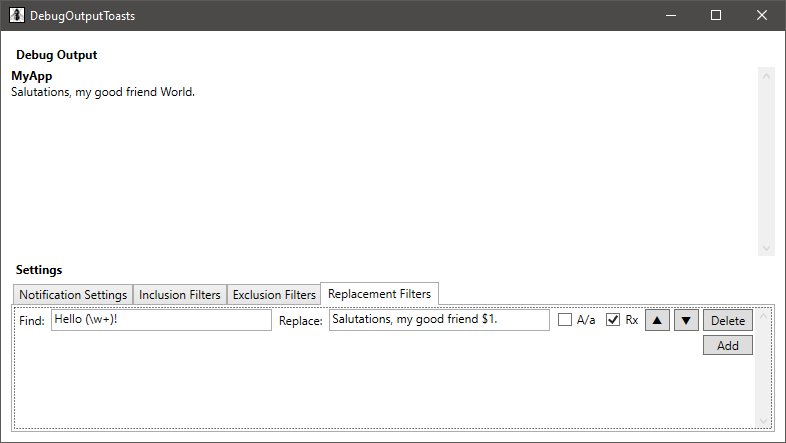 DebugOutputToasts
Debug Output
MyApp
Salutations, my good friend World.
Settings
Notification Settings Inclusion Filters Exclusion Filters Replacement Filters
Find: Hello (\w+)! Replace: Salutations, my good friend $1. A/a Rx ▲ ▼ Delete
Add